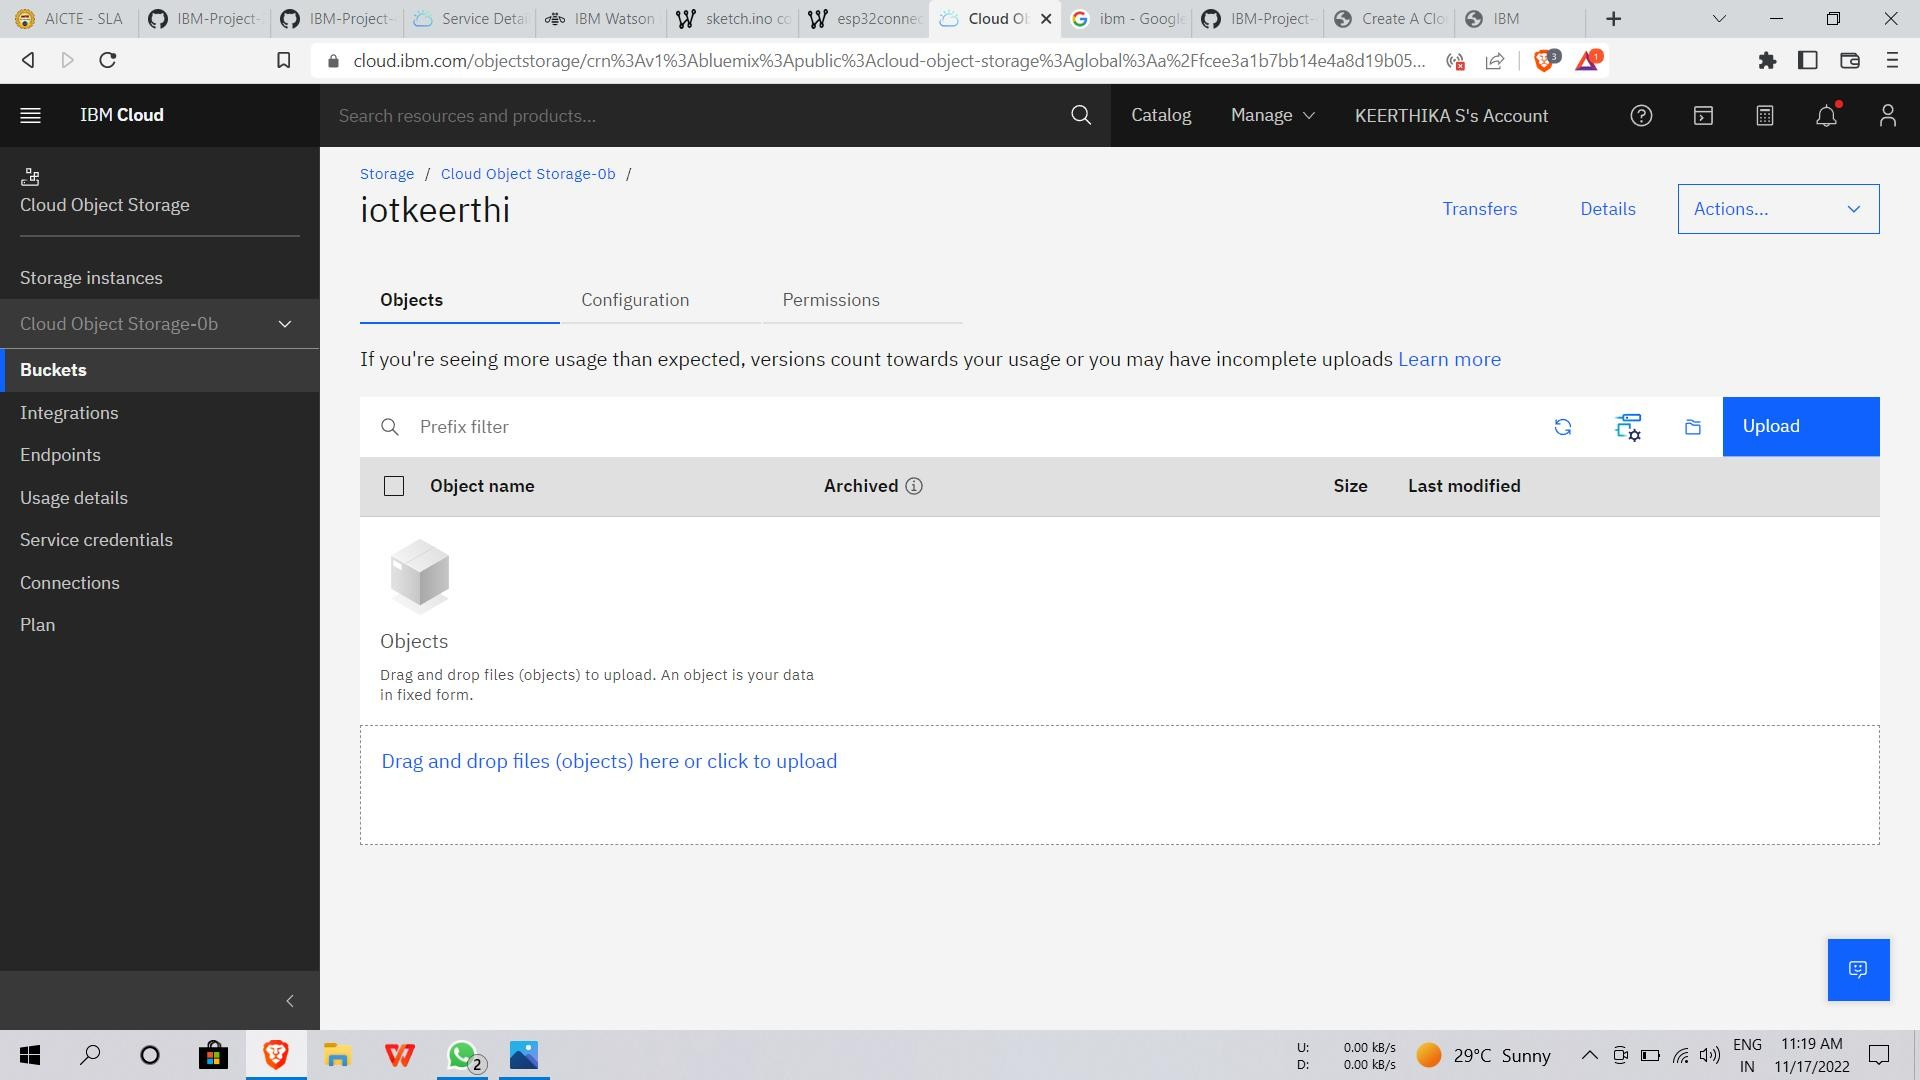 AICTE - SLA
IBM-Project-
IBM-Project-
Service Detai
IBM Watson
sketch.ino co
esp32connec
Cloud Ob
ibm - Google
IBM-Project-
Create A Clo
IBM
cloud.ibm.com/objectstorage/crn%3Av1%3Abluemix%3Apublic%3Acloud-object-storage%3Aglobal%3Aa%2Ffcee3a1b7bb14e4a8d19b05...
3
1
IBM Cloud
Search resources and products...
Catalog
Manage
KEERTHIKA S's Account
Cloud Object Storage
Storage instances
Cloud Object Storage-0b
Buckets
Integrations
Endpoints
Usage details
Service credentials
Connections
Plan
Storage / Cloud Object Storage-0b /
iotkeerthi
Transfers
Details
Actions...
Objects
Configuration
Permissions
If you're seeing more usage than expected, versions count towards your usage or you may have incomplete uploads Learn more
Prefix filter
Upload
Object name
Archived
Size
Last modified
Objects
Drag and drop files (objects) to upload. An object is your data
in fixed form.
Drag and drop files (objects) here or click to upload
2
U: 0.00 kB/s
D: 0.00 kB/s
29°C Sunny
ENG
IN
11:19 AM
11/17/2022